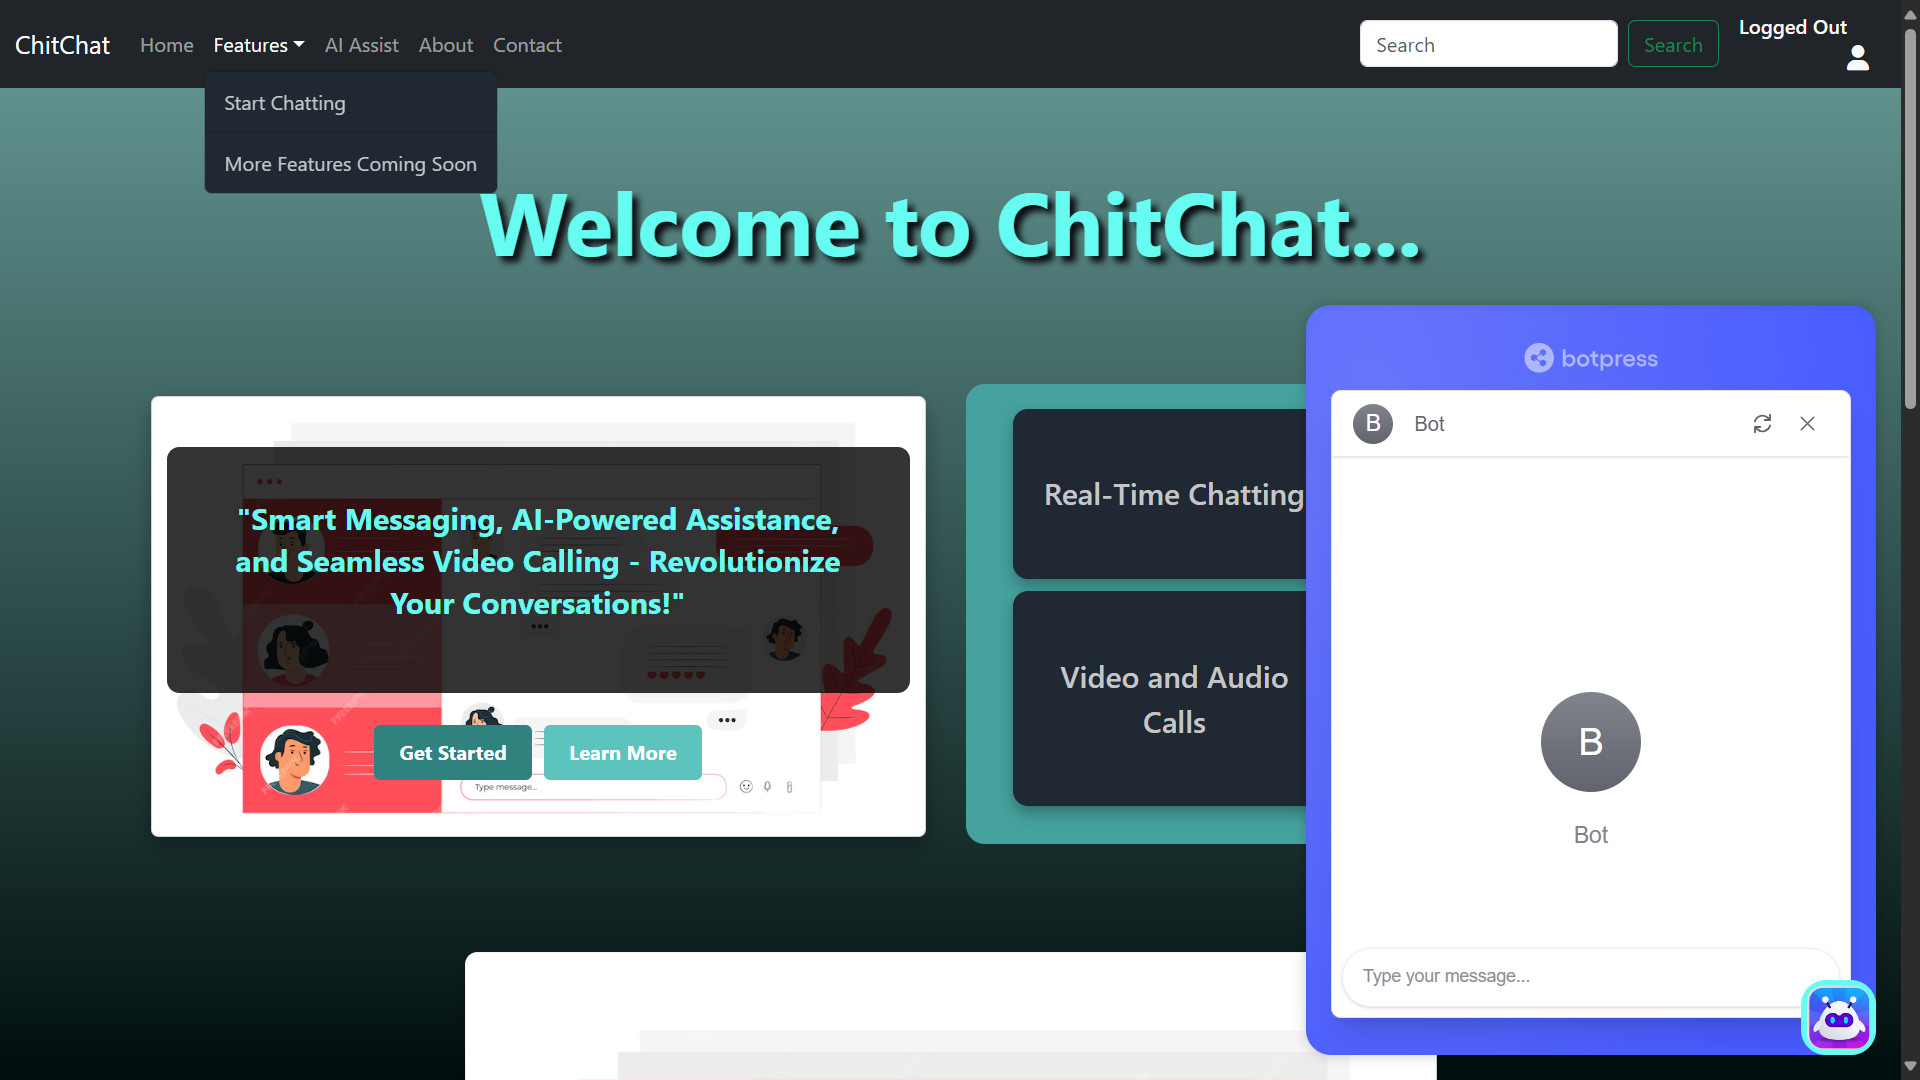 ChitChat Home Features AI Assist About Contact Search Search Logged Out
Start Chatting
More Features Coming Soon
Welcome to ChitChat...
"Smart Messaging, AI-Powered Assistance,
and Seamless Video Calling - Revolutionize
Your Conversations!"
Get Started Learn More
Type message...
Real-Time Chatting
Video and Audio
Calls
botpress
B Bot
B
Bot
Type your message...